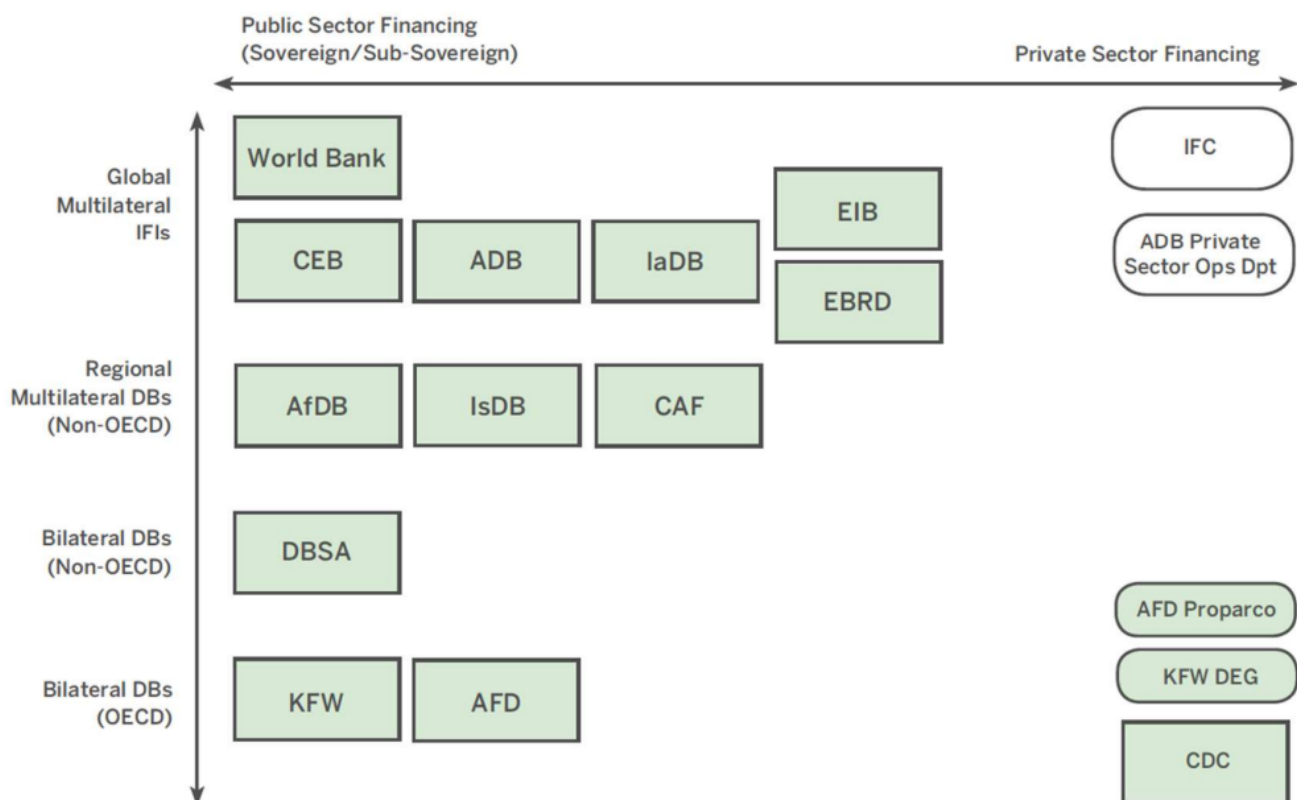 Public Sector Financing
(Sovereign/Sub-Sovereign)
Private Sector Financing
Global
Multilateral
IFIs
World Bank
IFC
EIB
CEB
ADB
IaDB
ADB Private
Sector Ops Dpt
EBRD
Regional
Multilateral DBs
(Non-OECD)
AfDB
IsDB
CAF
Bilateral DBs
(Non-OECD)
DBSA
AFD Proparco
KFW DEG
Bilateral DBs
(OECD)
KFW
AFD
CDC